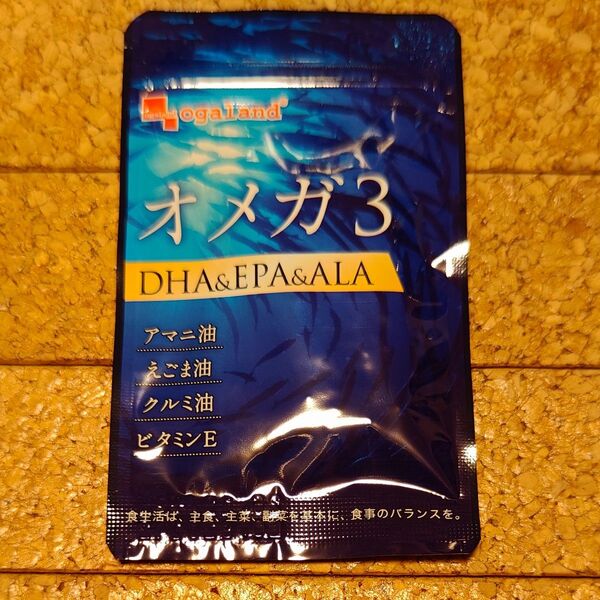 ogaland
ogaland®
オメガ3
DHA&EPA&ALA
アマニ油
えごま油
クルミ油
ビタミンE
食生活は、主食、主菜、副菜を基本に、食事のバランスを。